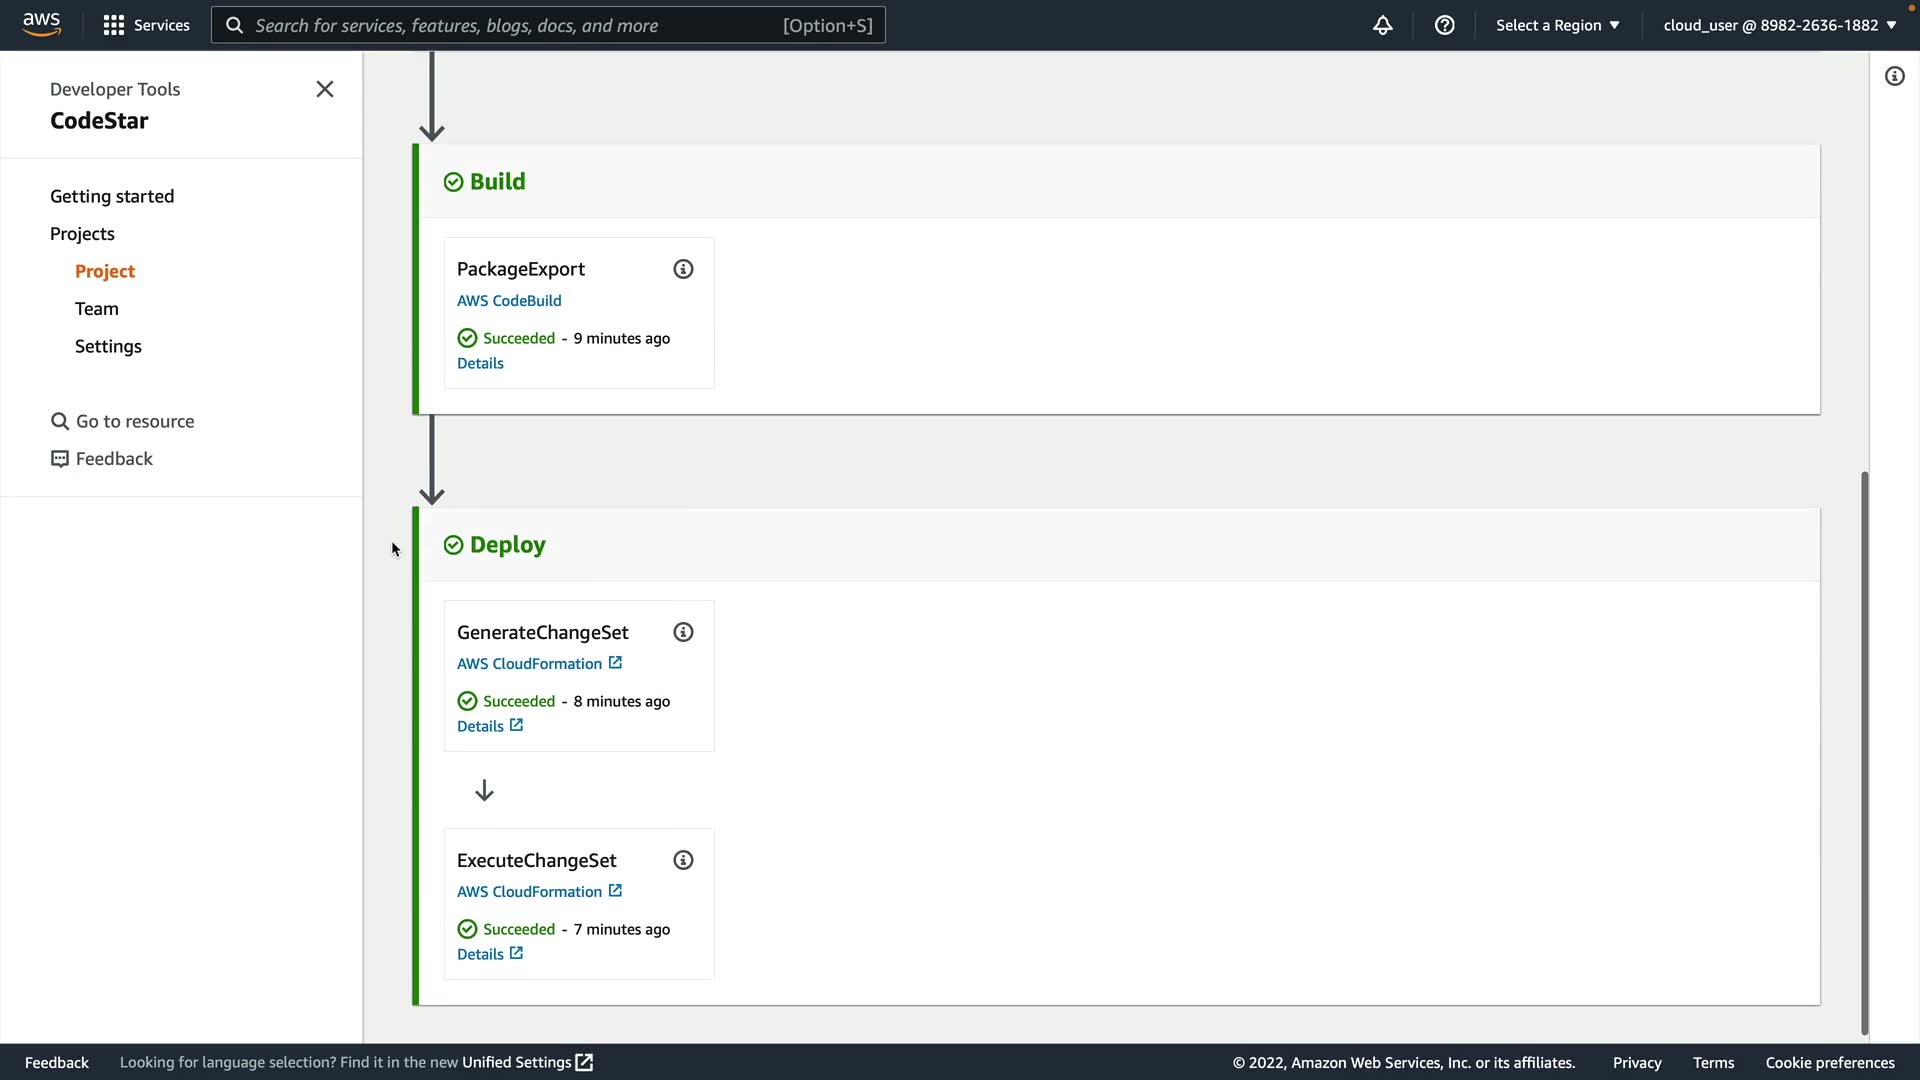 aws
Services
Search for services, features, blogs, docs, and more
[Option+S]
Select a Region
cloud_user @ 8982-2636-1882
Developer Tools
CodeStar
Getting started
Projects
Project
Team
Settings
Go to resource
Feedback
Build
PackageExport
AWS CodeBuild
Succeeded - 9 minutes ago
Details
Deploy
GenerateChangeSet
AWS CloudFormation
Succeeded - 8 minutes ago
Details
ExecuteChangeSet
AWS CloudFormation
Succeeded - 7 minutes ago
Details
Feedback
Looking for language selection? Find it in the new Unified Settings
© 2022, Amazon Web Services, Inc. or its affiliates.
Privacy
Terms
Cookie preferences